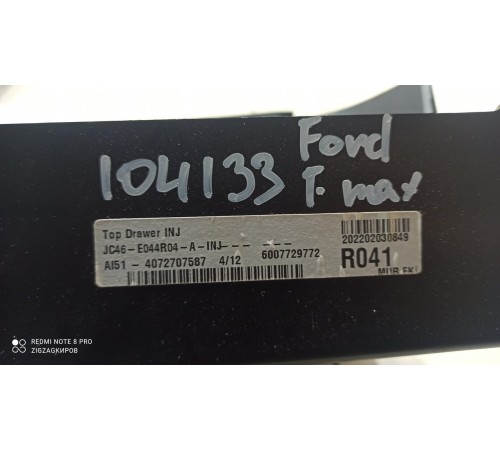 104133 Ford
T. max
Top Drawer INJ
JC46-E044R04-A-INJ--- ---
202202030849
AI51 - 4072707587 4/12 6007729772
R041
REDMI NOTE 8 PRO
ZIGZAGКИРОВ